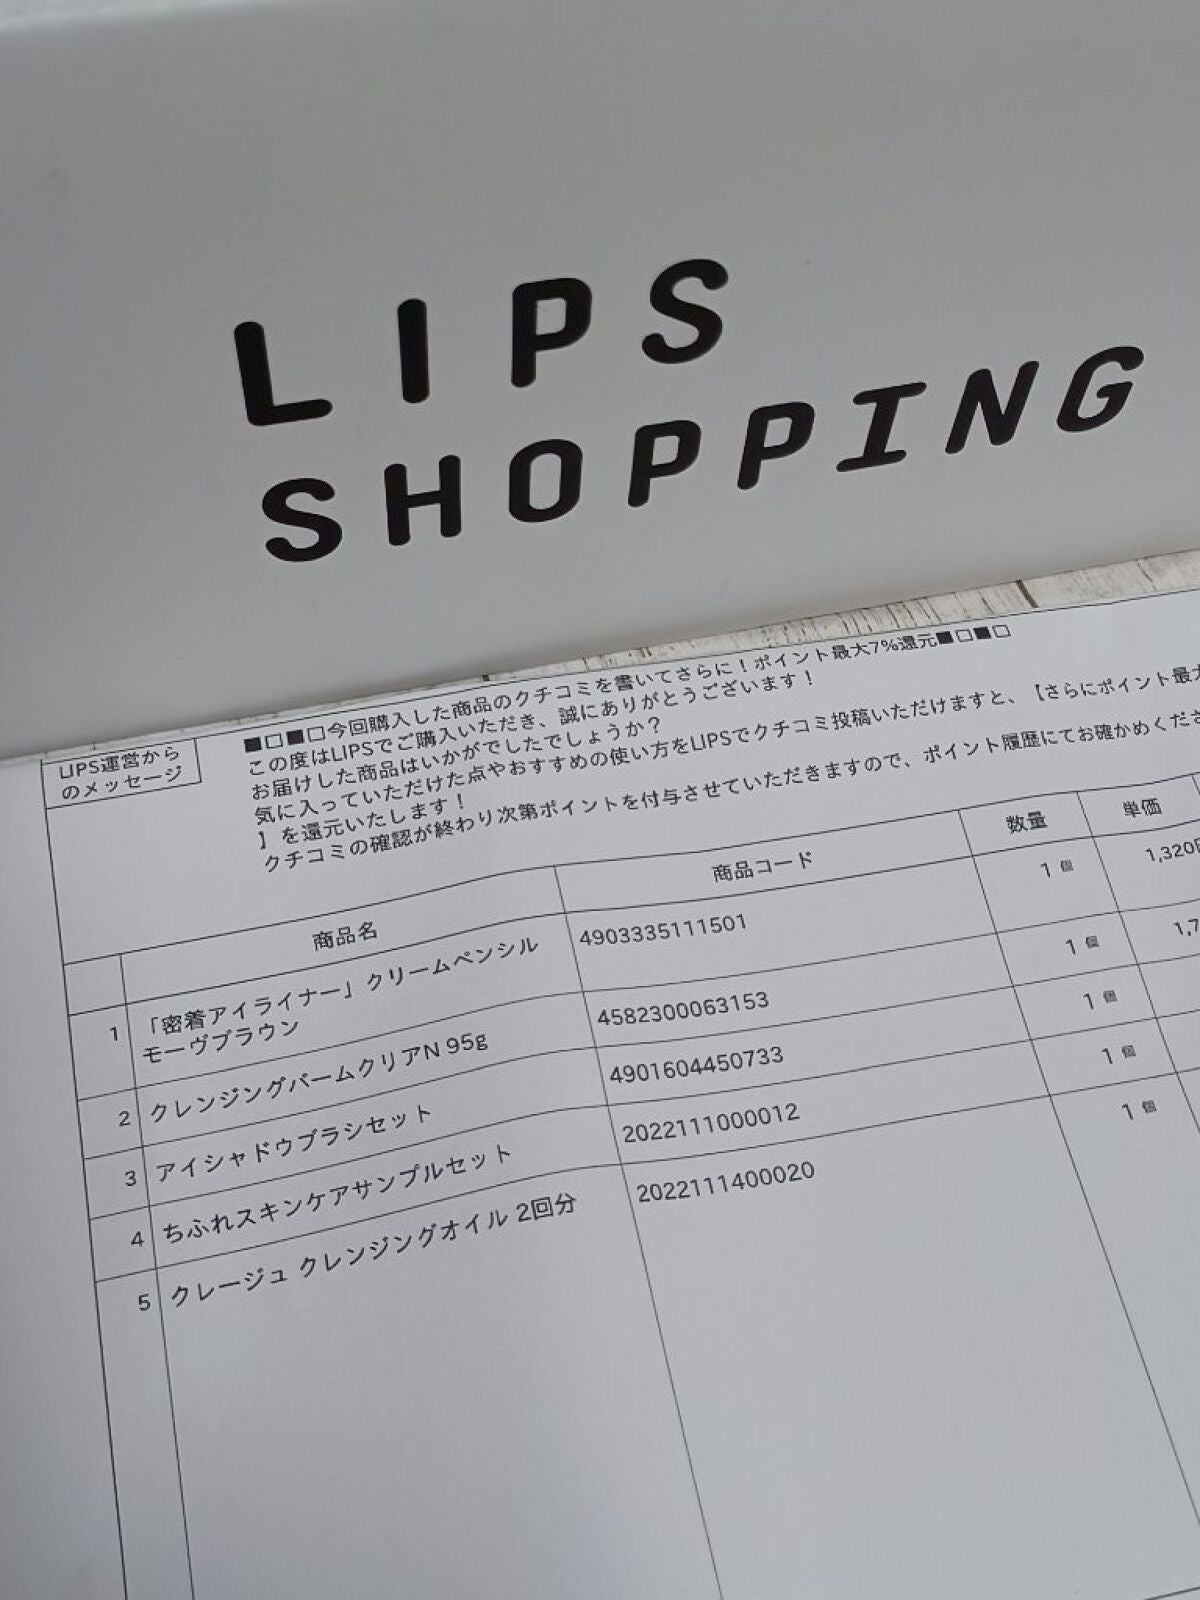 LIPS
SHOPPING
LIPS運営から
のメッセージ
■□■□今回購入した商品のクチコミを書いてさらに！ポイント最大7%還元■□■□
この度はLIPSでご購入いただき、誠にありがとうございます！
お届けした商品はいかがでしたでしょうか？
気に入っていただけた点やおすすめの使い方をLIPSでクチコミ投稿いただけますと、【さらにポイント最大
】を還元いたします！
クチコミの確認が終わり次第ポイントを付与させていただきますので、ポイント履歴にてお確かめくださ
商品名 商品コード 数量 単価
1 「密着アイライナー」クリームペンシル 4903335111501 1 個 1,320円
モーヴブラウン
2 クレンジングバームクリアN 95g 4582300063153 1 個 1,7
3 アイシャドウブラシセット 4901604450733 1 個
4 ちふれスキンケアサンプルセット 2022111000012 1 個
5 クレージュ クレンジングオイル 2回分 2022111400020 1 個